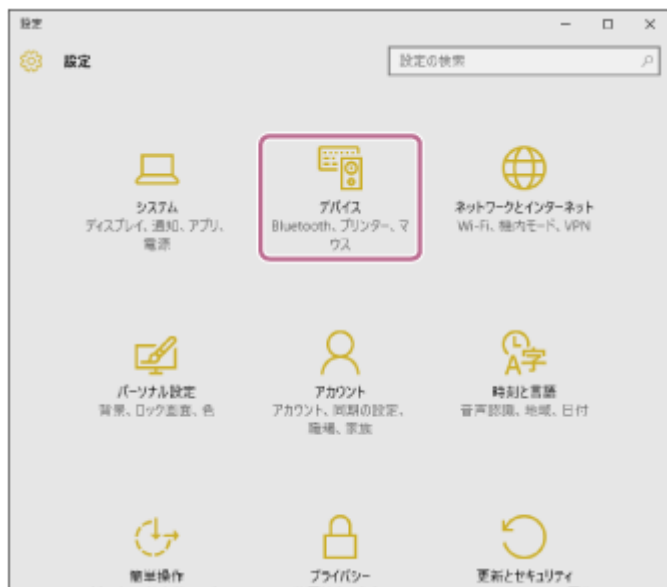 設定
設定
設定の検索
システム
ディスプレイ、通知、アプリ、
電源
デバイス
Bluetooth、プリンター、マ
ウス
ネットワークとインターネット
Wi-Fi、機内モード、VPN
パーソナル設定
背景、ロック画面、色
アカウント
アカウント、同期の設定、
職場、家族
A字
時刻と言語
音声認識、地域、日付
簡単操作
プライバシー
更新とセキュリティ